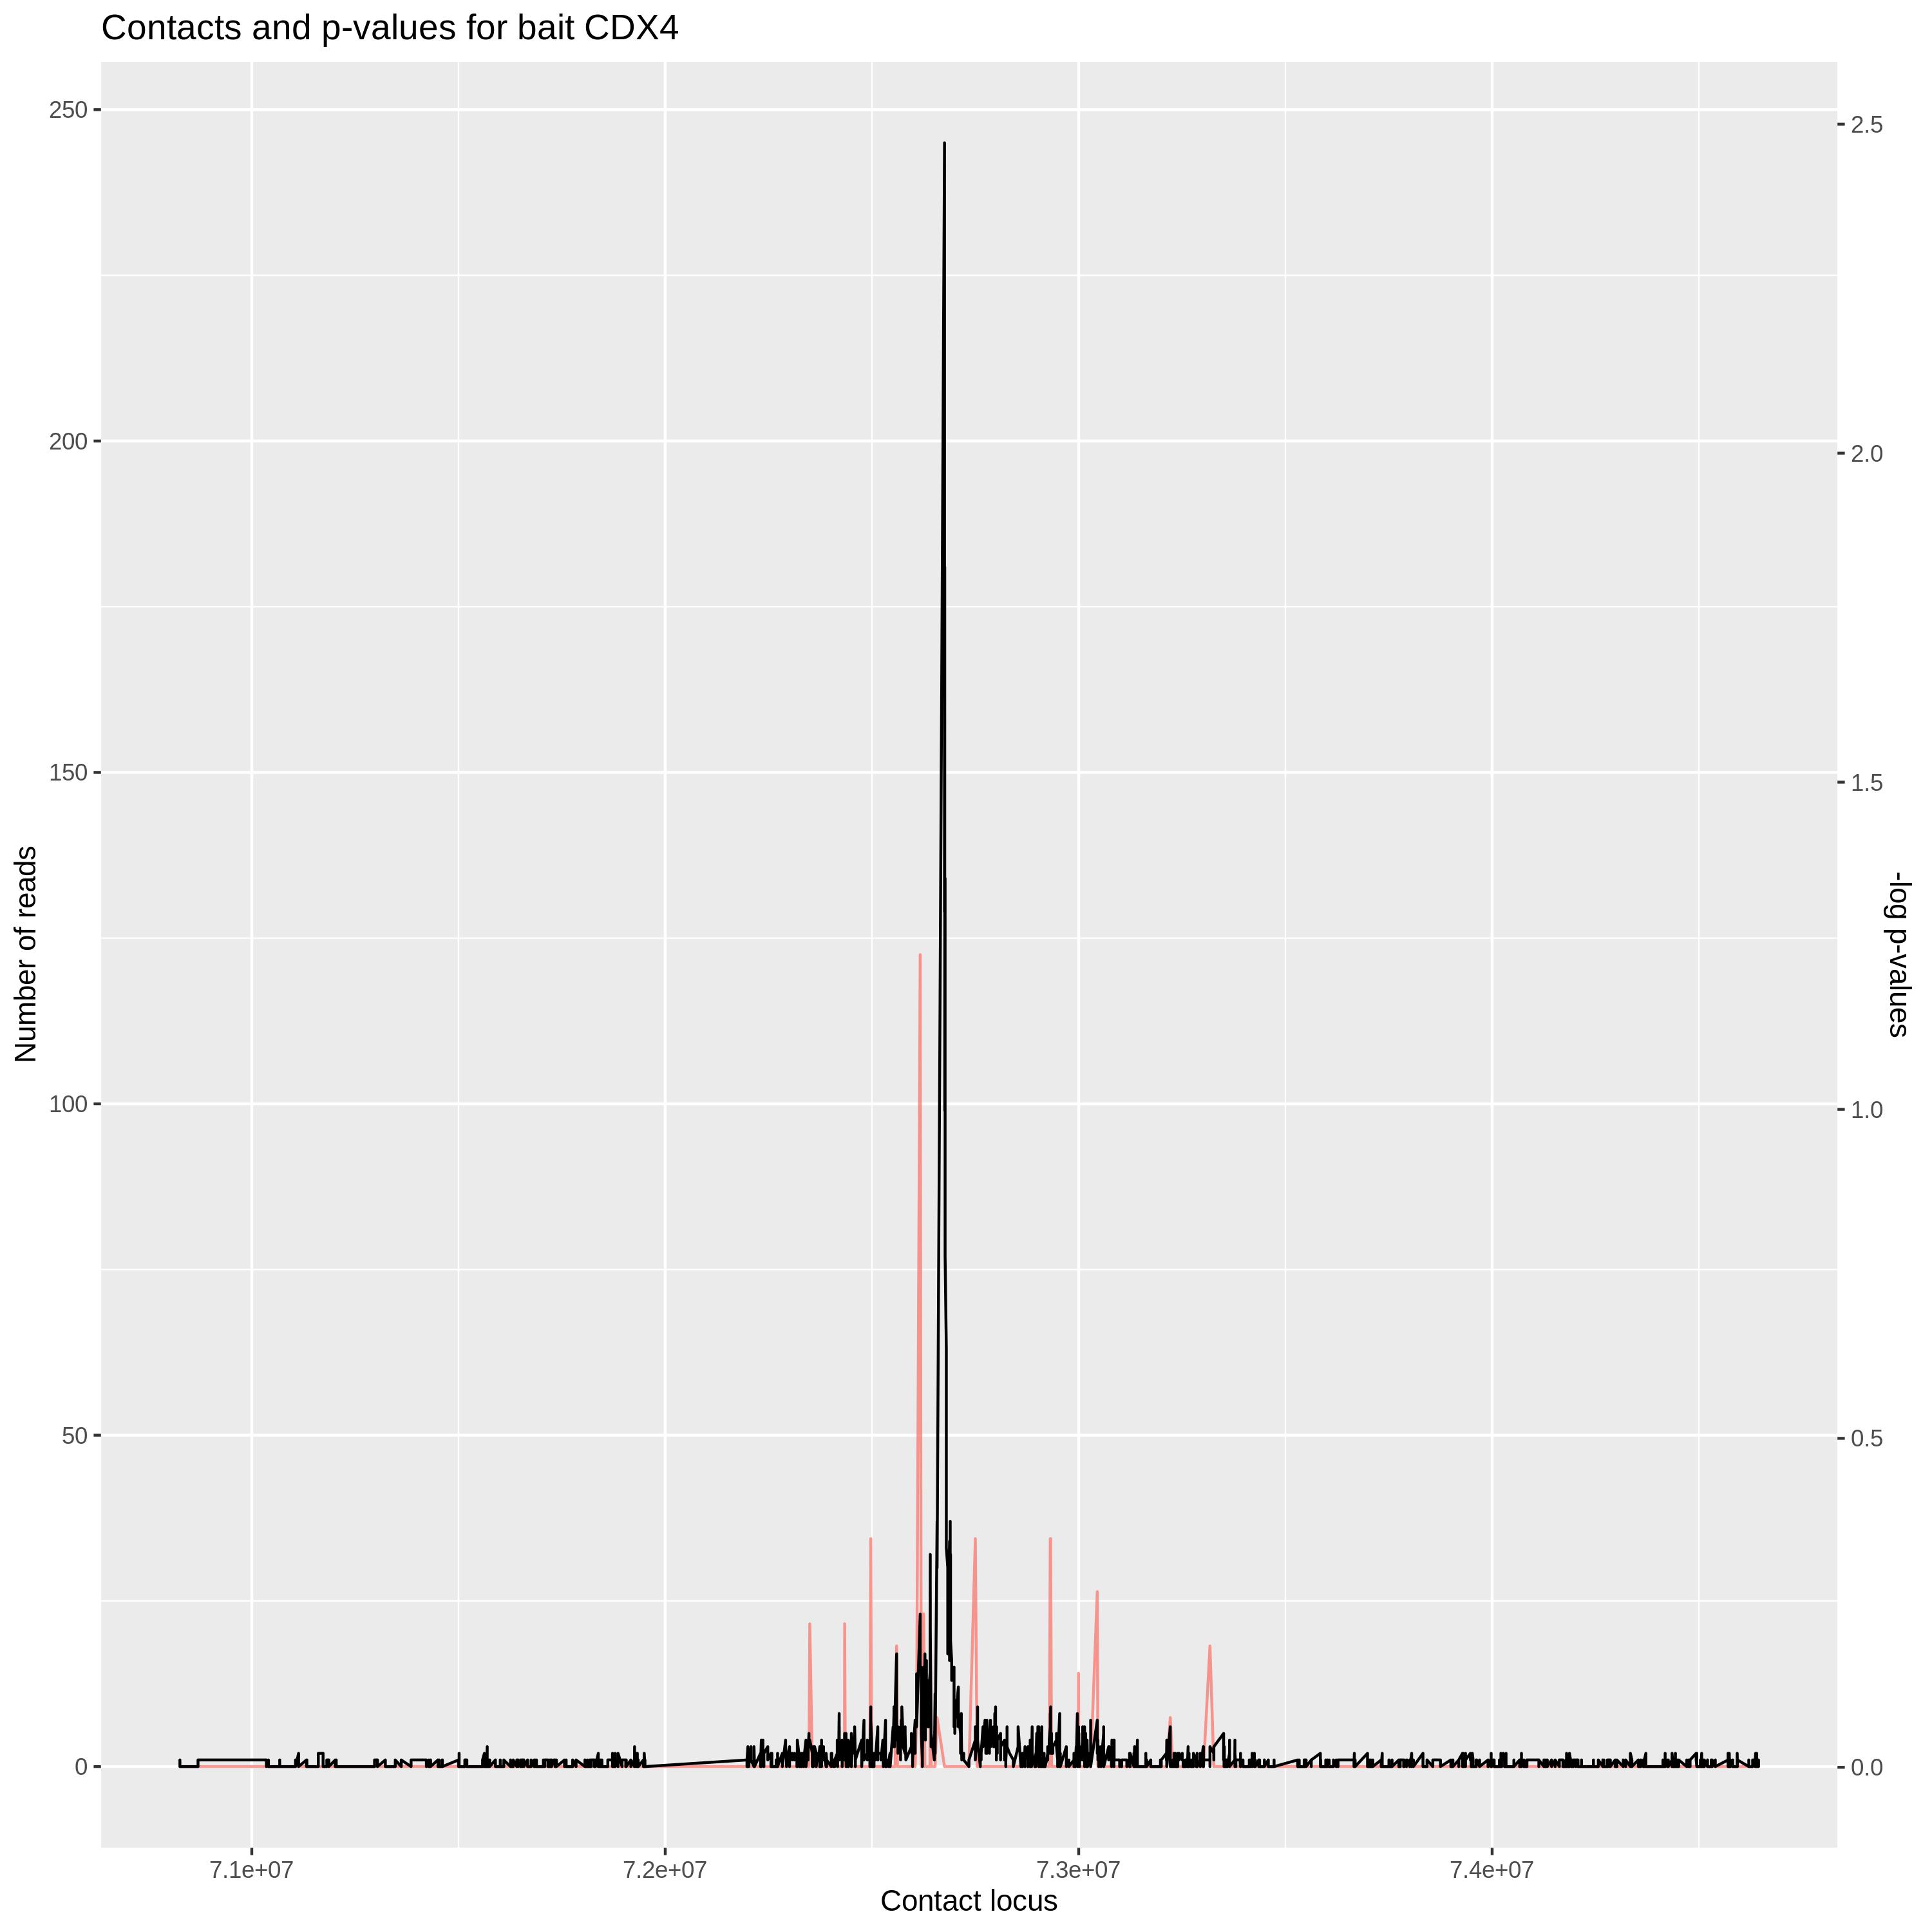 Contacts and p-values for bait CDX4
250
200
150
100
50
0
Number of reads
2.5
2.0
1.5
1.0
0.5
0.0
-log p-values
7.1e+07 7.2e+07 7.3e+07 7.4e+07
Contact locus